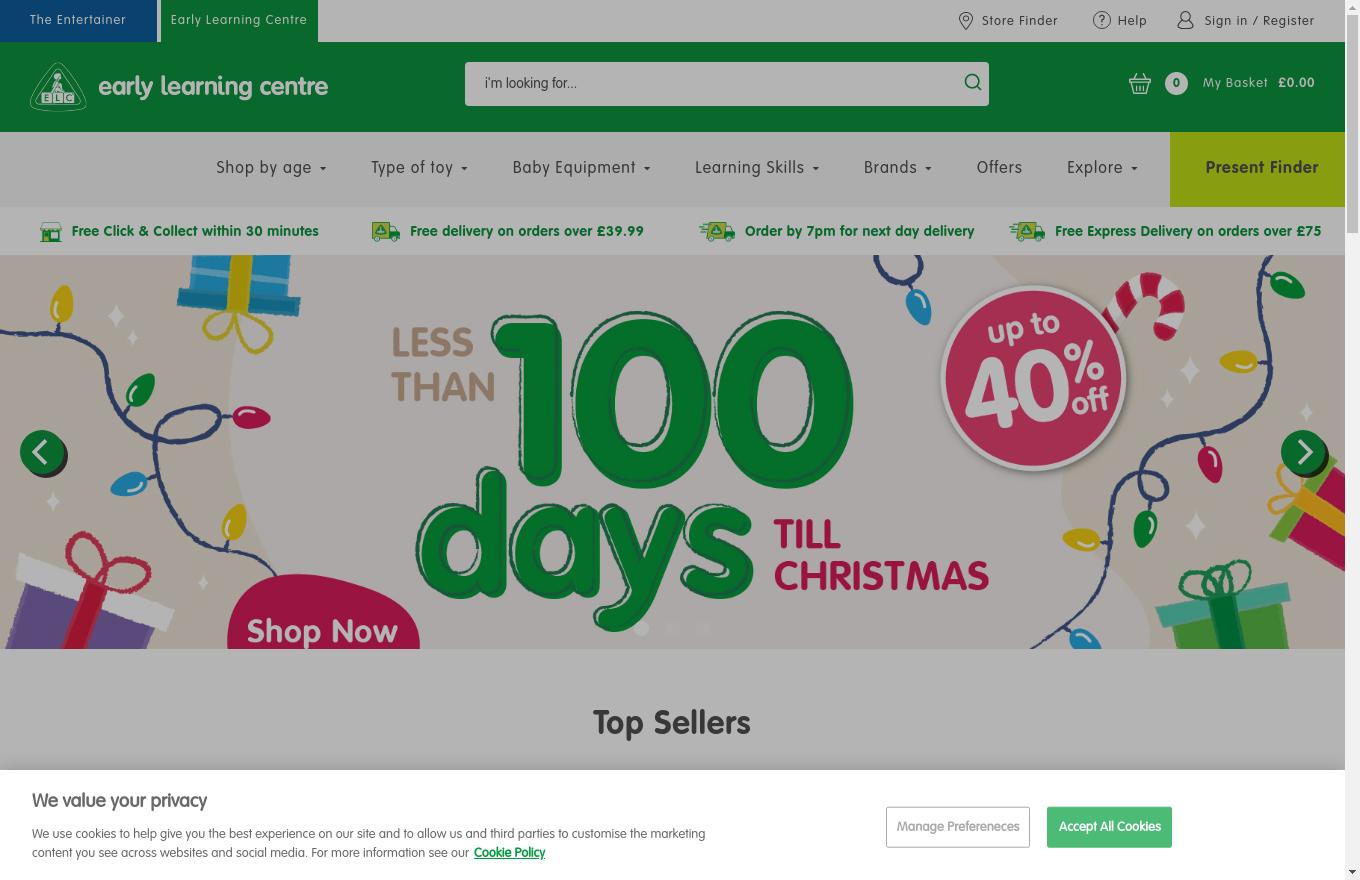 The Entertainer
Early Learning Centre
Store Finder
Help
Sign in / Register
ELC
early learning centre
i'm looking for...
0
My Basket £0.00
Shop by age
Type of toy
Baby Equipment
Learning Skills
Brands
Offers
Explore
Present Finder
Free Click & Collect within 30 minutes
Free delivery on orders over £39.99
Order by 7pm for next day delivery
Free Express Delivery on orders over £75
LESS
THAN
100
days
TILL
CHRISTMAS
up to
40%
off
Shop Now
Top Sellers
We value your privacy
We use cookies to help give you the best experience on our site and to allow us and third parties to customise the marketing
content you see across websites and social media. For more information see our Cookie Policy
Manage Prefereneces
Accept All Cookies